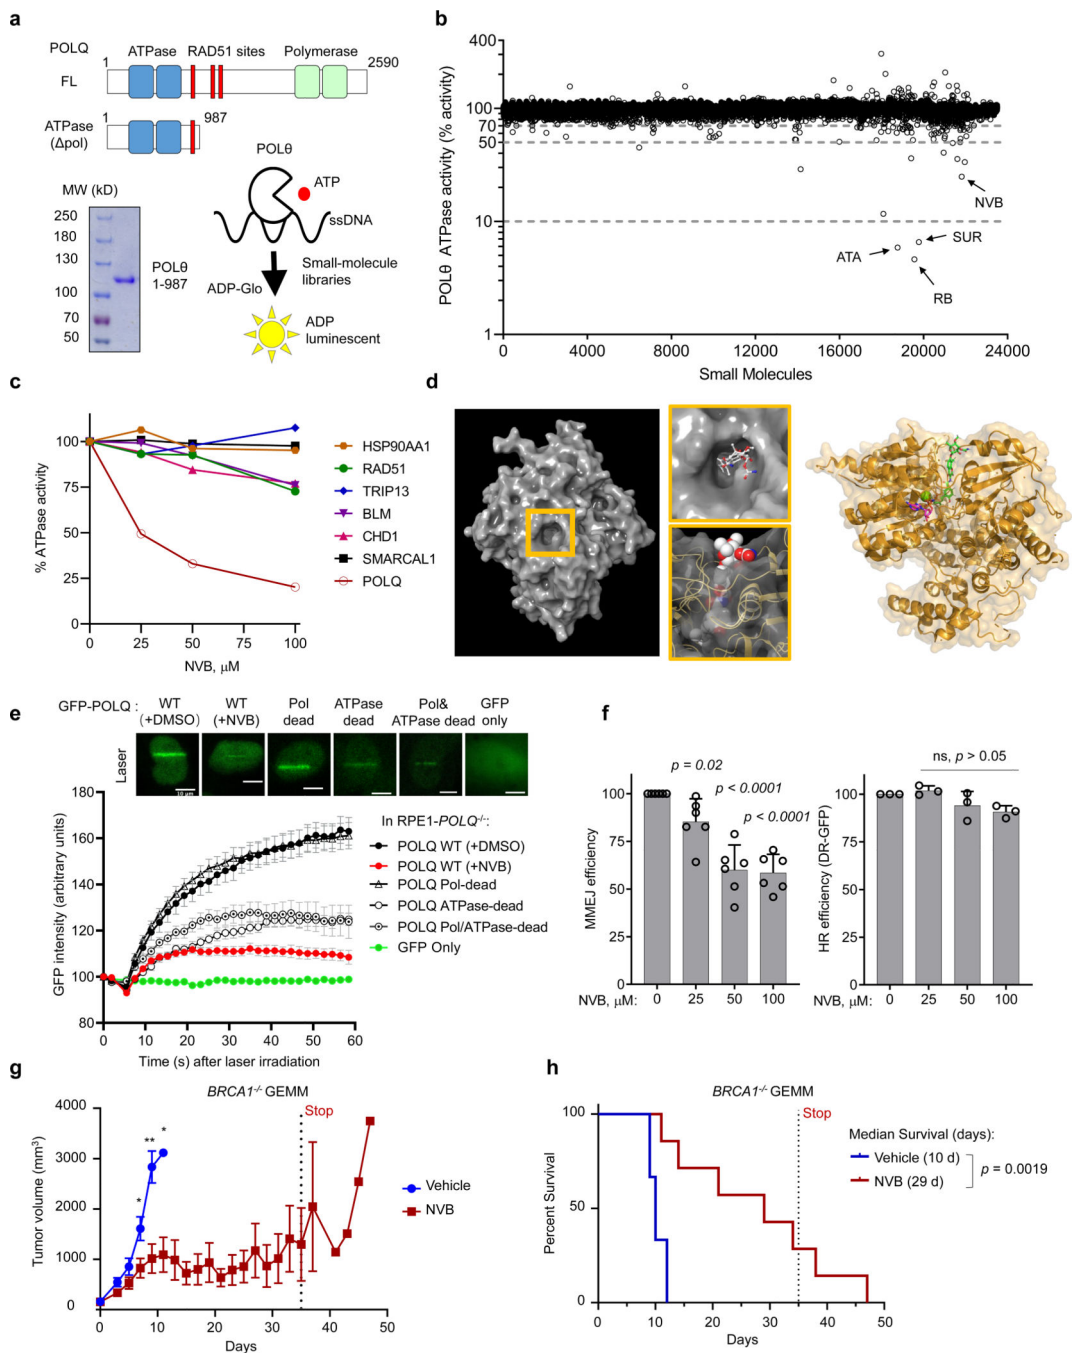 a
POLQ
FL
1
ATPase
RAD51 sites
Polymerase
2590
ATPase
(Δpol)
1
987
MW (kD)
250
180
130
100
70
50
POLθ
1-987
POLθ
ATP
ssDNA
Small-molecule
libraries
ADP-Glo
ADP
luminescent
b
POLθ ATPase activity (% activity)
400
100
70
50
10
1
NVB
SUR
ATA
RB
0 4000 8000 12000 16000 20000 24000
Small Molecules
c
% ATPase activity
100
75
50
25
0
0 25 50 75 100
NVB, μM
HSP90AA1
RAD51
TRIP13
BLM
CHD1
SMARCAL1
POLQ
d
e
GFP-POLQ :
WT
(+DMSO)
WT
(+NVB)
Pol
dead
ATPase
dead
Pol&
ATPase dead
GFP
only
Laser
10 μm
GFP intensity (arbitrary units)
180
160
140
120
100
80
0 10 20 30 40 50 60
Time (s) after laser irradiation
In RPE1-POLQ-/-:
POLQ WT (+DMSO)
POLQ WT (+NVB)
POLQ Pol-dead
POLQ ATPase-dead
POLQ Pol/ATPase-dead
GFP Only
f
MMEJ efficiency
125
100
75
50
25
0
p = 0.02
p < 0.0001
p < 0.0001
NVB, μM: 0 25 50 100
HR efficiency (DR-GFP)
125
100
75
50
25
0
ns, p > 0.05
NVB, μM: 0 25 50 100
g
BRCA1-/- GEMM
Tumor volume (mm3)
4000
3000
2000
1000
0
*
**
*
Stop
Vehicle
NVB
0 10 20 30 40 50
Days
h
BRCA1-/- GEMM
Percent Survival
100
50
0
Stop
Median Survival (days):
Vehicle (10 d)
NVB (29 d)
p = 0.0019
0 10 20 30 40 50
Days